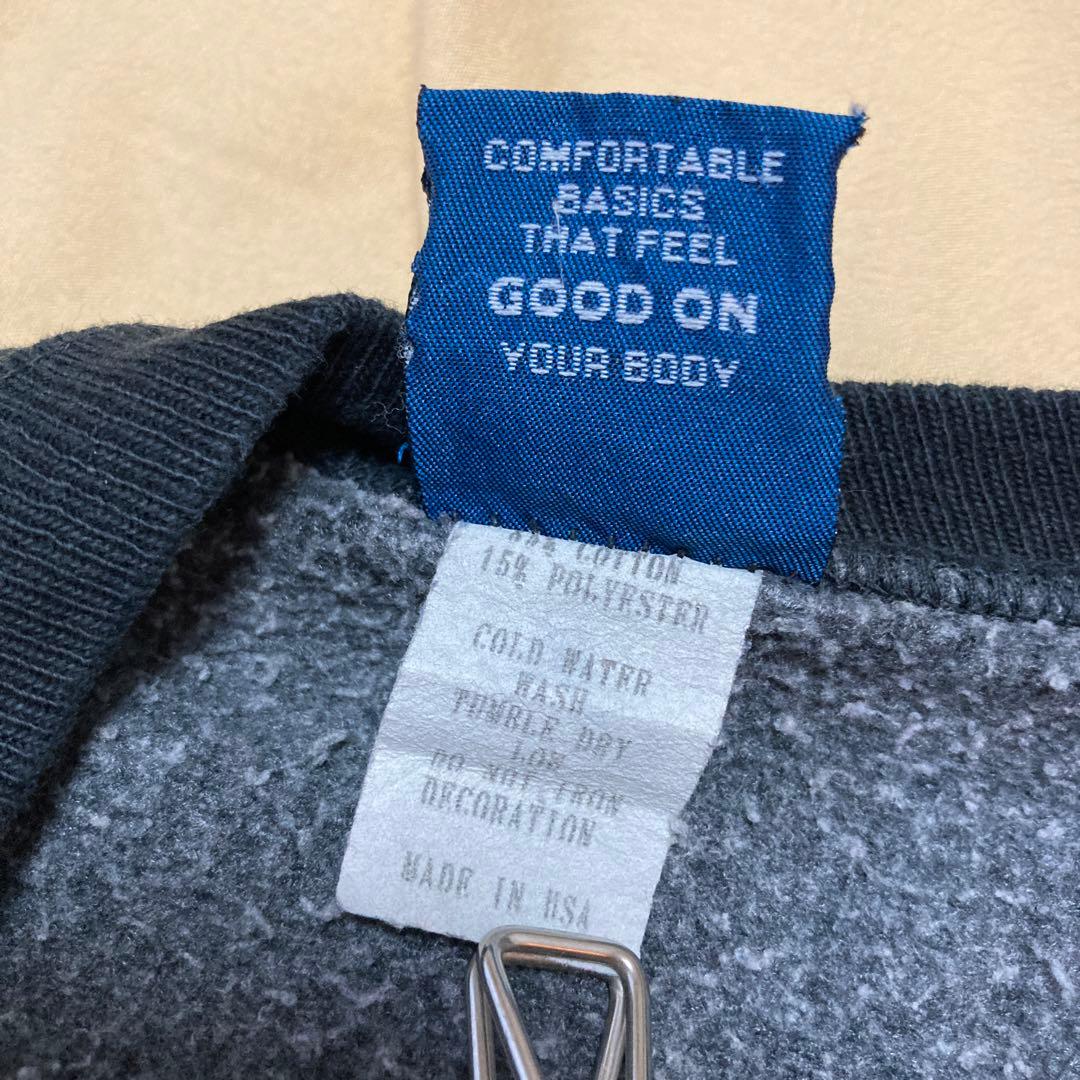 COMFORTABLE
BASICS
THAT FEEL
GOOD ON
YOUR BODY
COTTON
15% POLYESTER
COLD WATER
WASH
TUMBLE DRY
LOW
DO NOT IRON
DECORATION
MADE IN USA